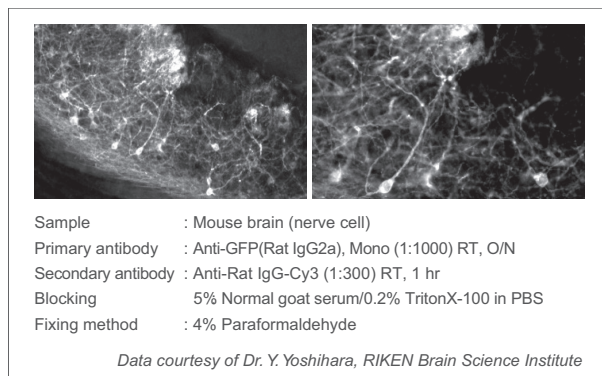 Sample : Mouse brain (nerve cell)
Primary antibody : Anti-GFP(Rat IgG2a), Mono (1:1000) RT, O/N
Secondary antibody : Anti-Rat IgG-Cy3 (1:300) RT, 1 hr
Blocking 5% Normal goat serum/0.2% TritonX-100 in PBS
Fixing method : 4% Paraformaldehyde
Data courtesy of Dr. Y. Yoshihara, RIKEN Brain Science Institute